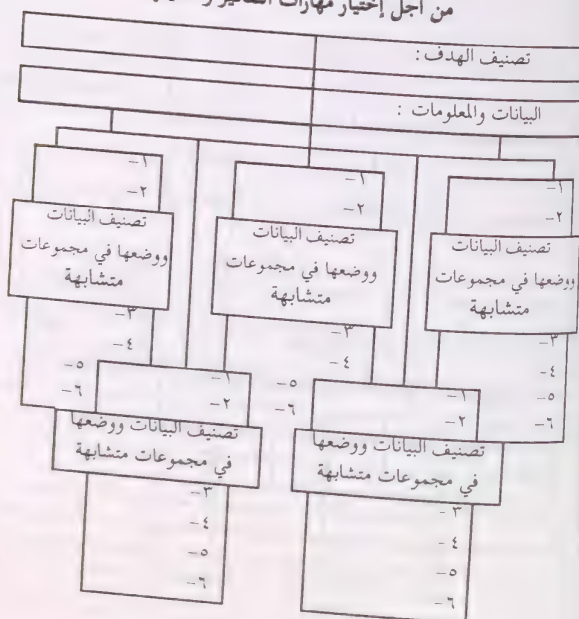 من أجل إختيار مهارات
تصنيف الهدف :
البيانات والمعلومات :
١-
٢-
تصنيف البيانات
ووضعها في مجموعات
متشابهة
٣-
٤-
٥-
٦-
١-
٢-
تصنيف البيانات
ووضعها في مجموعات
متشابهة
٣-
٤-
٥-
٦-
١-
٢-
تصنيف البيانات
ووضعها في مجموعات
متشابهة
٣-
٤-
٥-
٦-
١-
٢-
تصنيف البيانات ووضعها
في مجموعات متشابهة
٣-
٤-
٥-
٦-
١-
٢-
تصنيف البيانات ووضعها
في مجموعات متشابهة
٣-
٤-
٥-
٦-